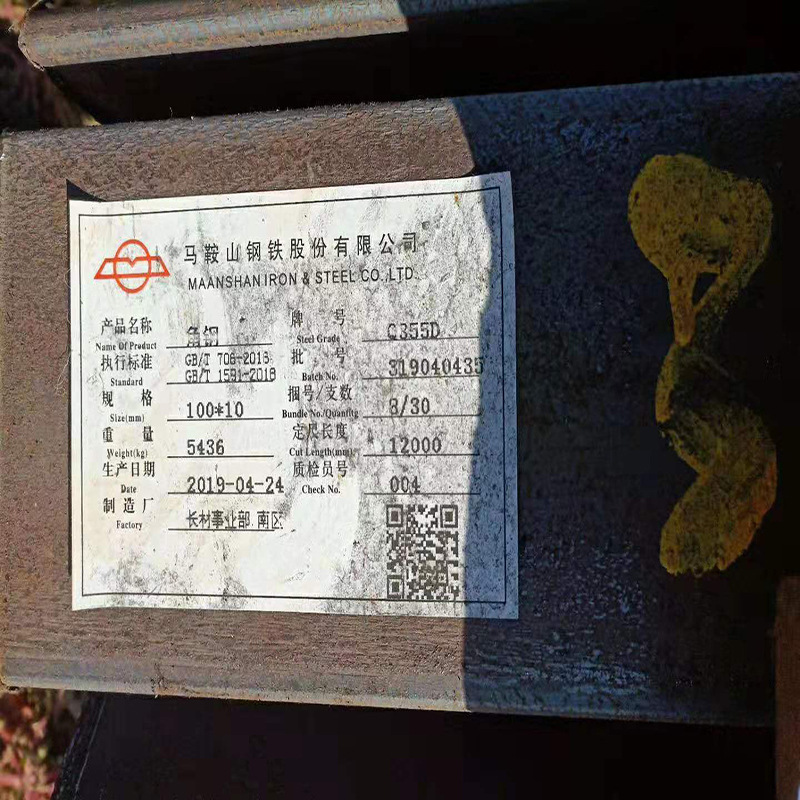 马鞍山钢铁股份有限公司
MAANSHAN IRON & STEEL CO.,LTD.
产品名称 角钢 牌 号 Q355D
Name Of Product Steel Grade
执行标准 GB/T 706-2016 批 号 319040435
Standard GB/T 1591-2018 Batch No.
规 格 100*10 捆号/支数 8/30
Size(mm) Bundle No./Quantity
重 量 5436 定尺长度 12000
Weight(kg) Cut Length(mm)
生产日期 2019-04-24 质检员号 004
Date Check No.
制造厂 长材事业部.南区
Factory